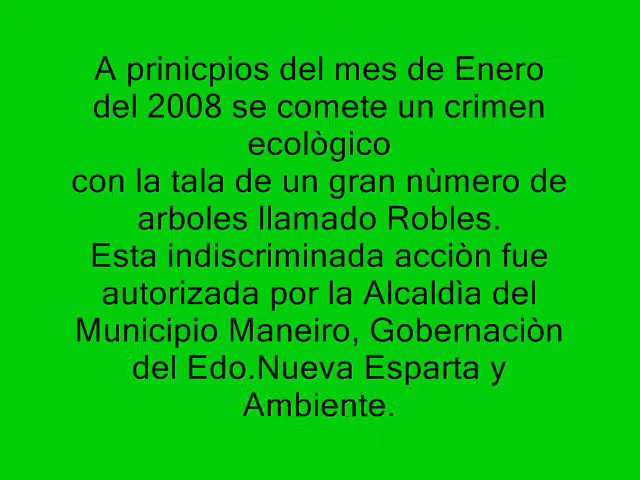 A prinicpios del mes de Enero
del 2008 se comete un crimen
ecològico
con la tala de un gran nùmero de
arboles llamado Robles.
Esta indiscriminada acciòn fue
autorizada por la Alcaldìa del
Municipio Maneiro, Gobernaciòn
del Edo.Nueva Esparta y
Ambiente.